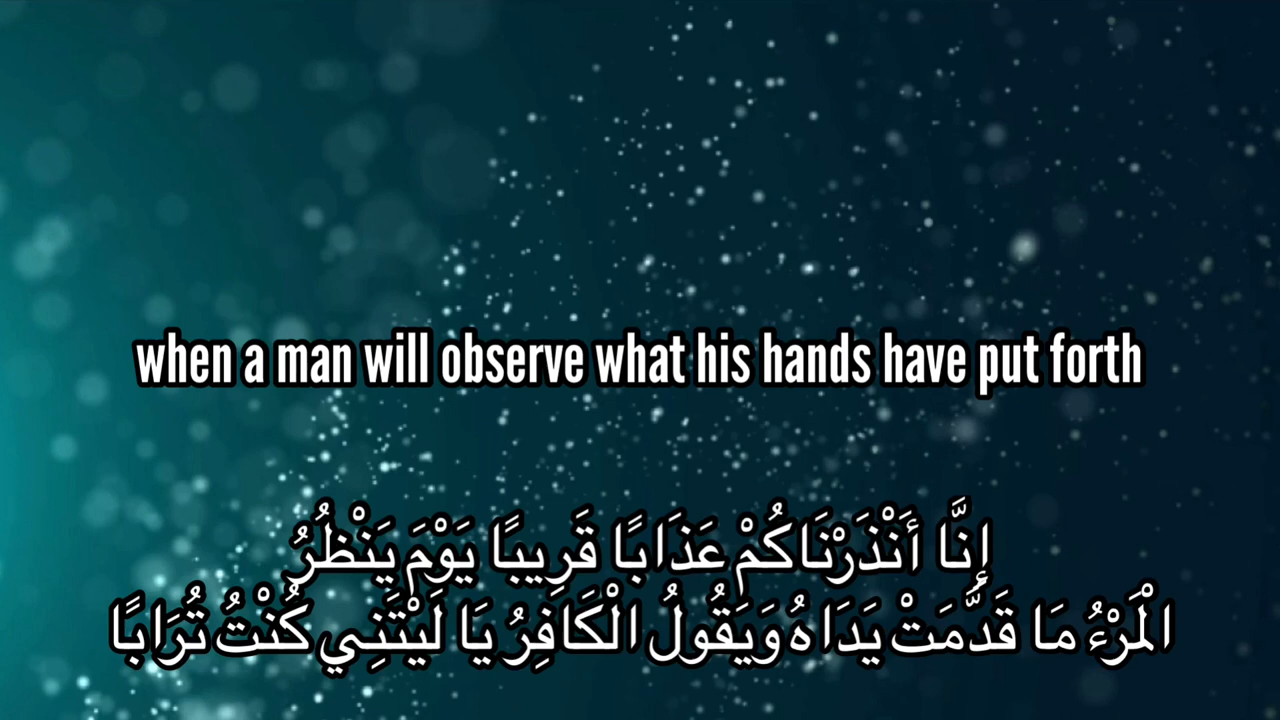 when a man will observe what his hands have put forth
إِنَّا أَنْذَرْنَاكُمْ عَذَابًا قَرِيبًا يَوْمَ يَنْظُرُ
الْمَرْءُ مَا قَدَّمَتْ يَدَاهُ وَيَقُولُ الْكَافِرُ يَا لَيْتَنِي كُنْتُ تُرَابًا